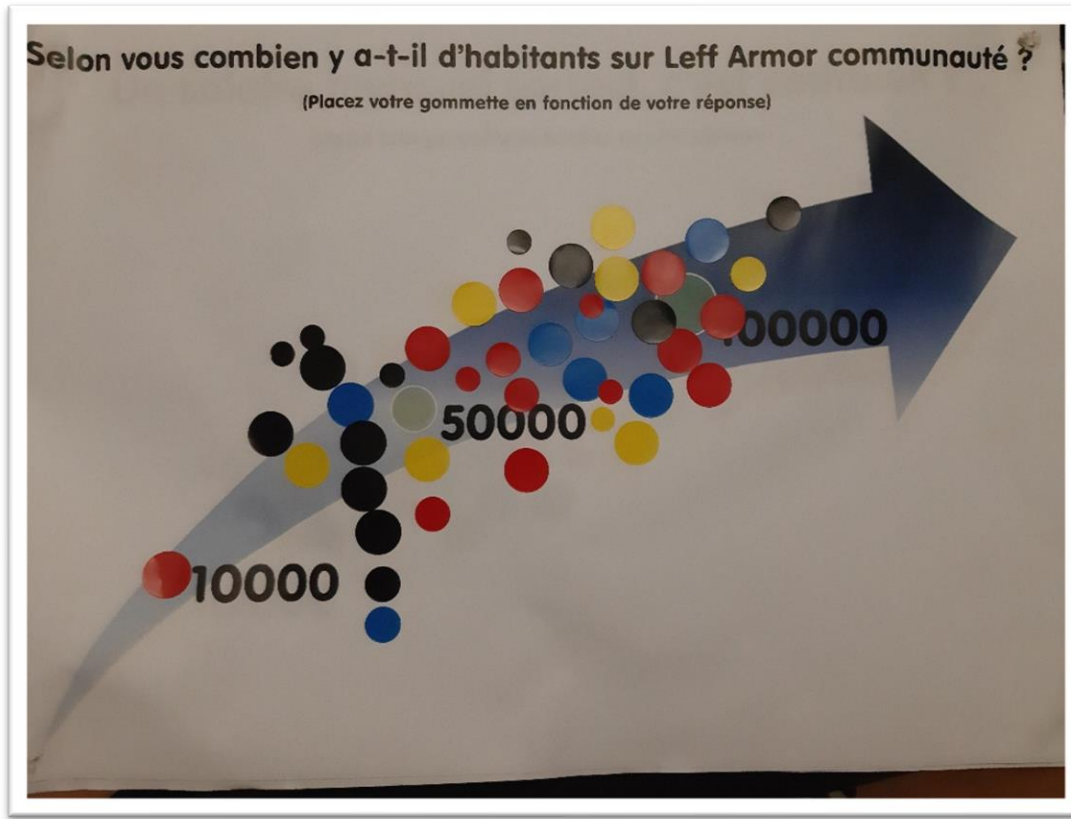 Selon vous combien y a-t-il d'habitants sur Leff Armor communauté ?
(Placez votre gommette en fonction de votre réponse)
00000
50000
10000